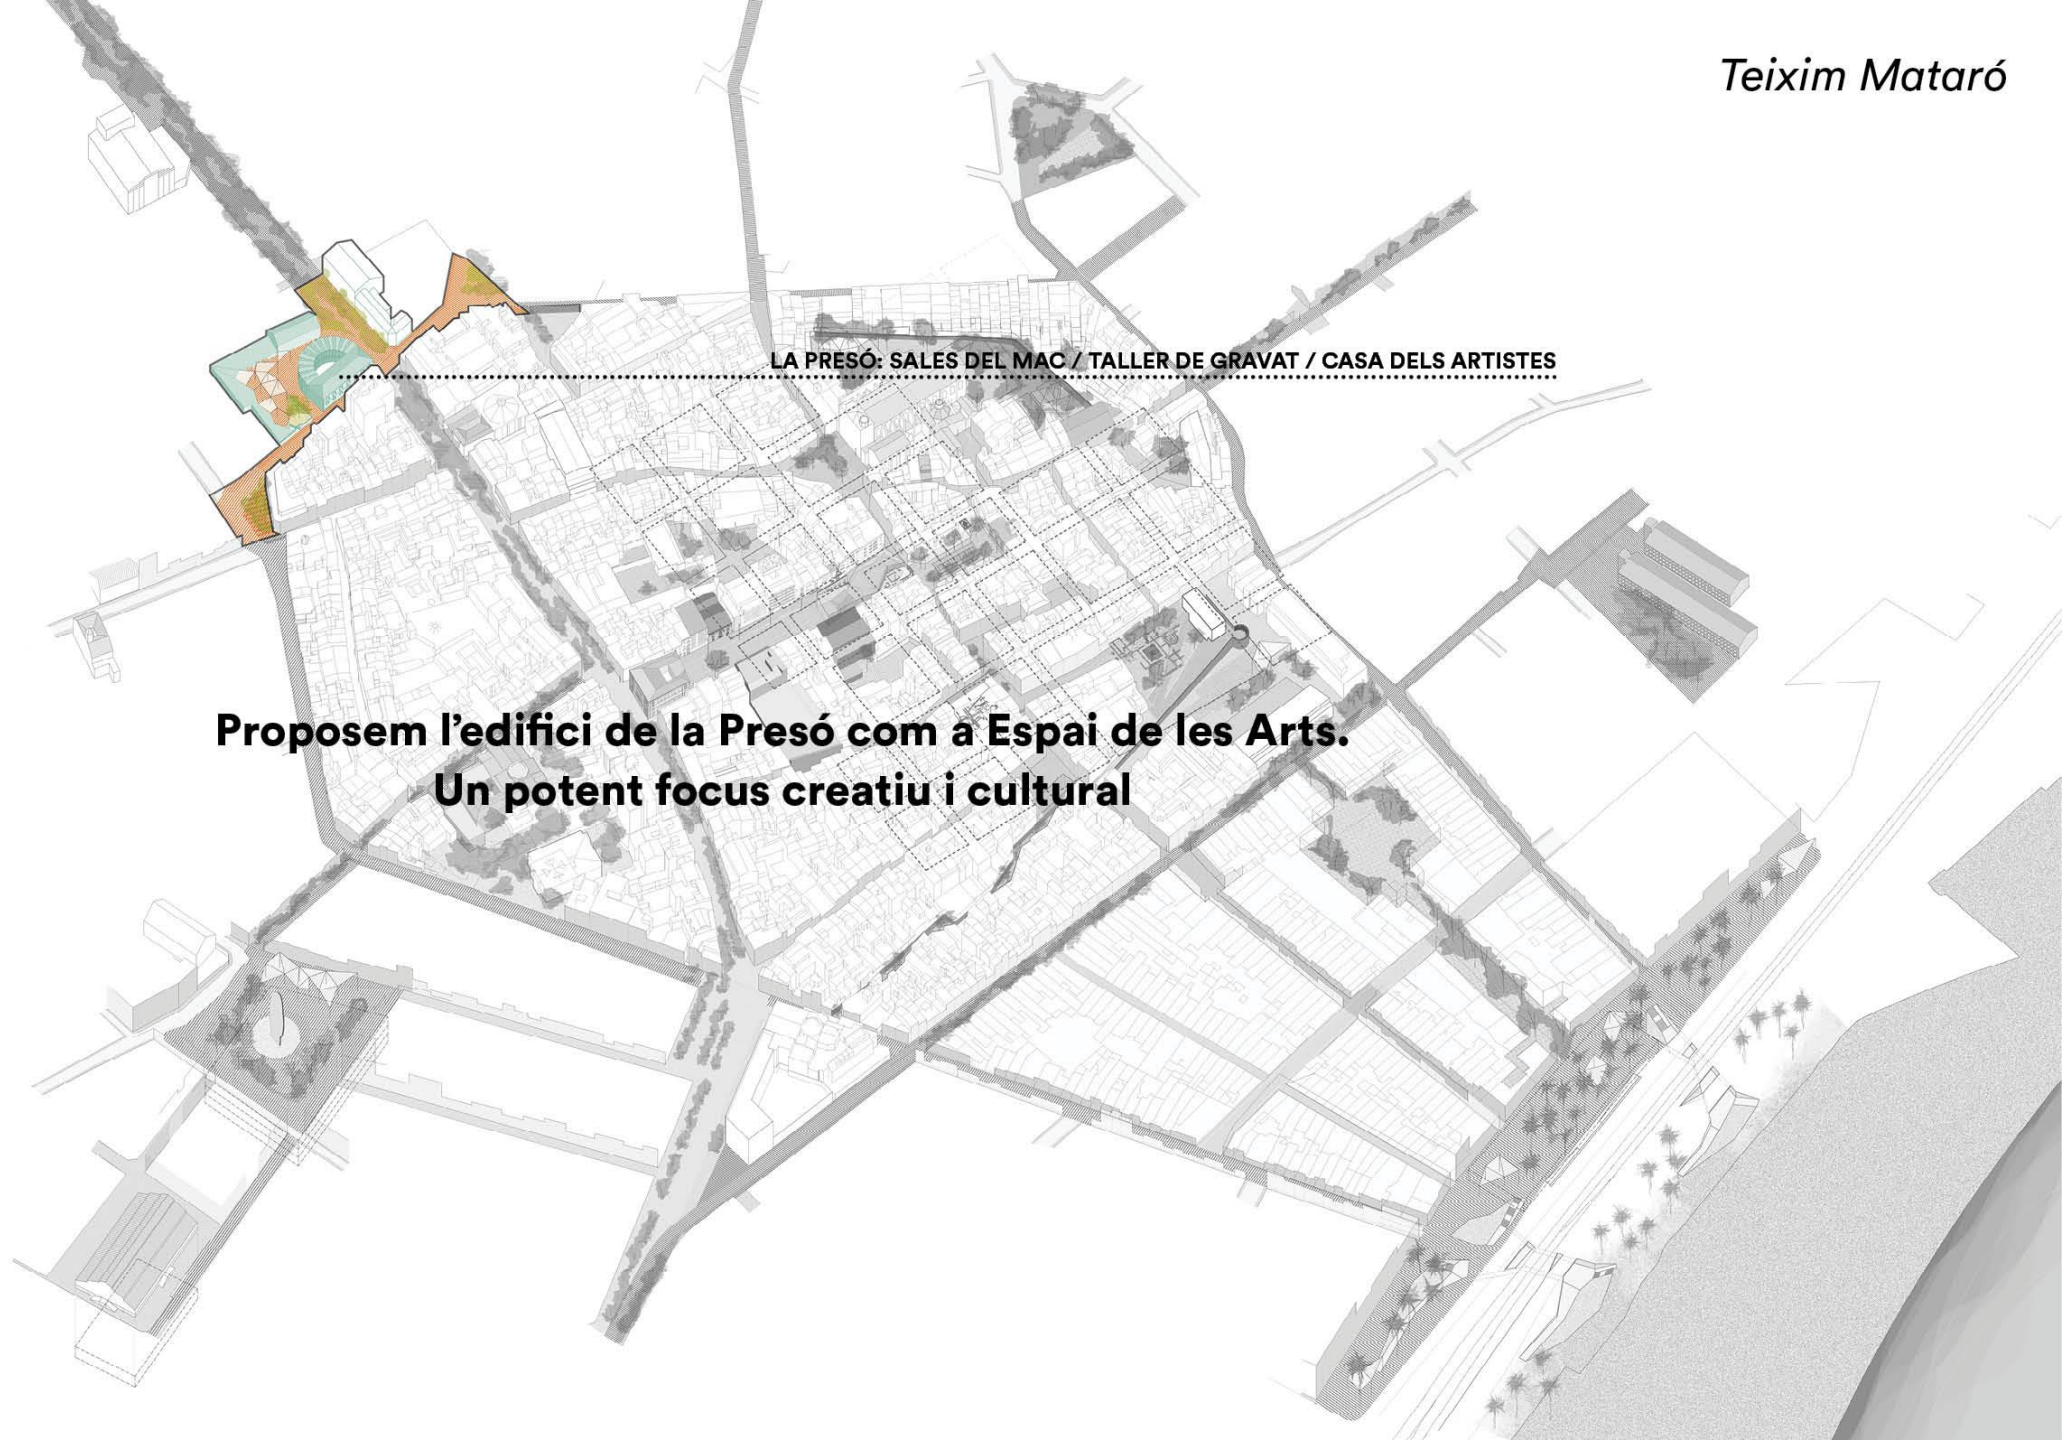 Teixim Mataró
LA PRESÓ: SALES DEL MAC / TALLER DE GRAVAT / CASA DELS ARTISTES
Proposem l’edifici de la Presó com a Espai de les Arts.
Un potent focus creatiu i cultural